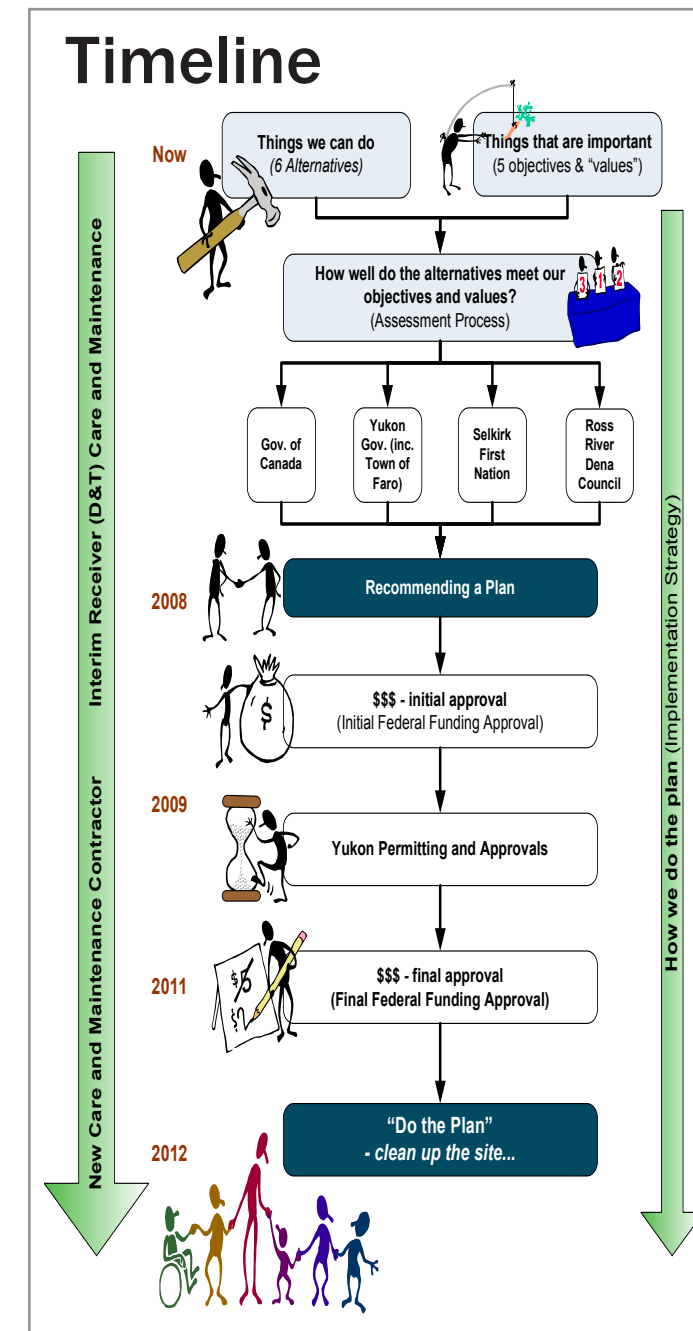 Timeline
Now
Things we can do
(6 Alternatives)
Things that are important
(5 objectives & “values”)
How well do the alternatives meet our
objectives and values?
(Assessment Process)
3 1 2
Gov. of
Canada
Yukon
Gov. (inc.
Town of
Faro)
Selkirk
First
Nation
Ross
River
Dena
Council
2008
Recommending a Plan
$
$$$ - initial approval
(Initial Federal Funding Approval)
2009
Yukon Permitting and Approvals
2011
$$$ - final approval
(Final Federal Funding Approval)
2012
“Do the Plan”
- clean up the site...
Interim Receiver (D&T) Care and Maintenance
New Care and Maintenance Contractor
How we do the plan (Implementation Strategy)